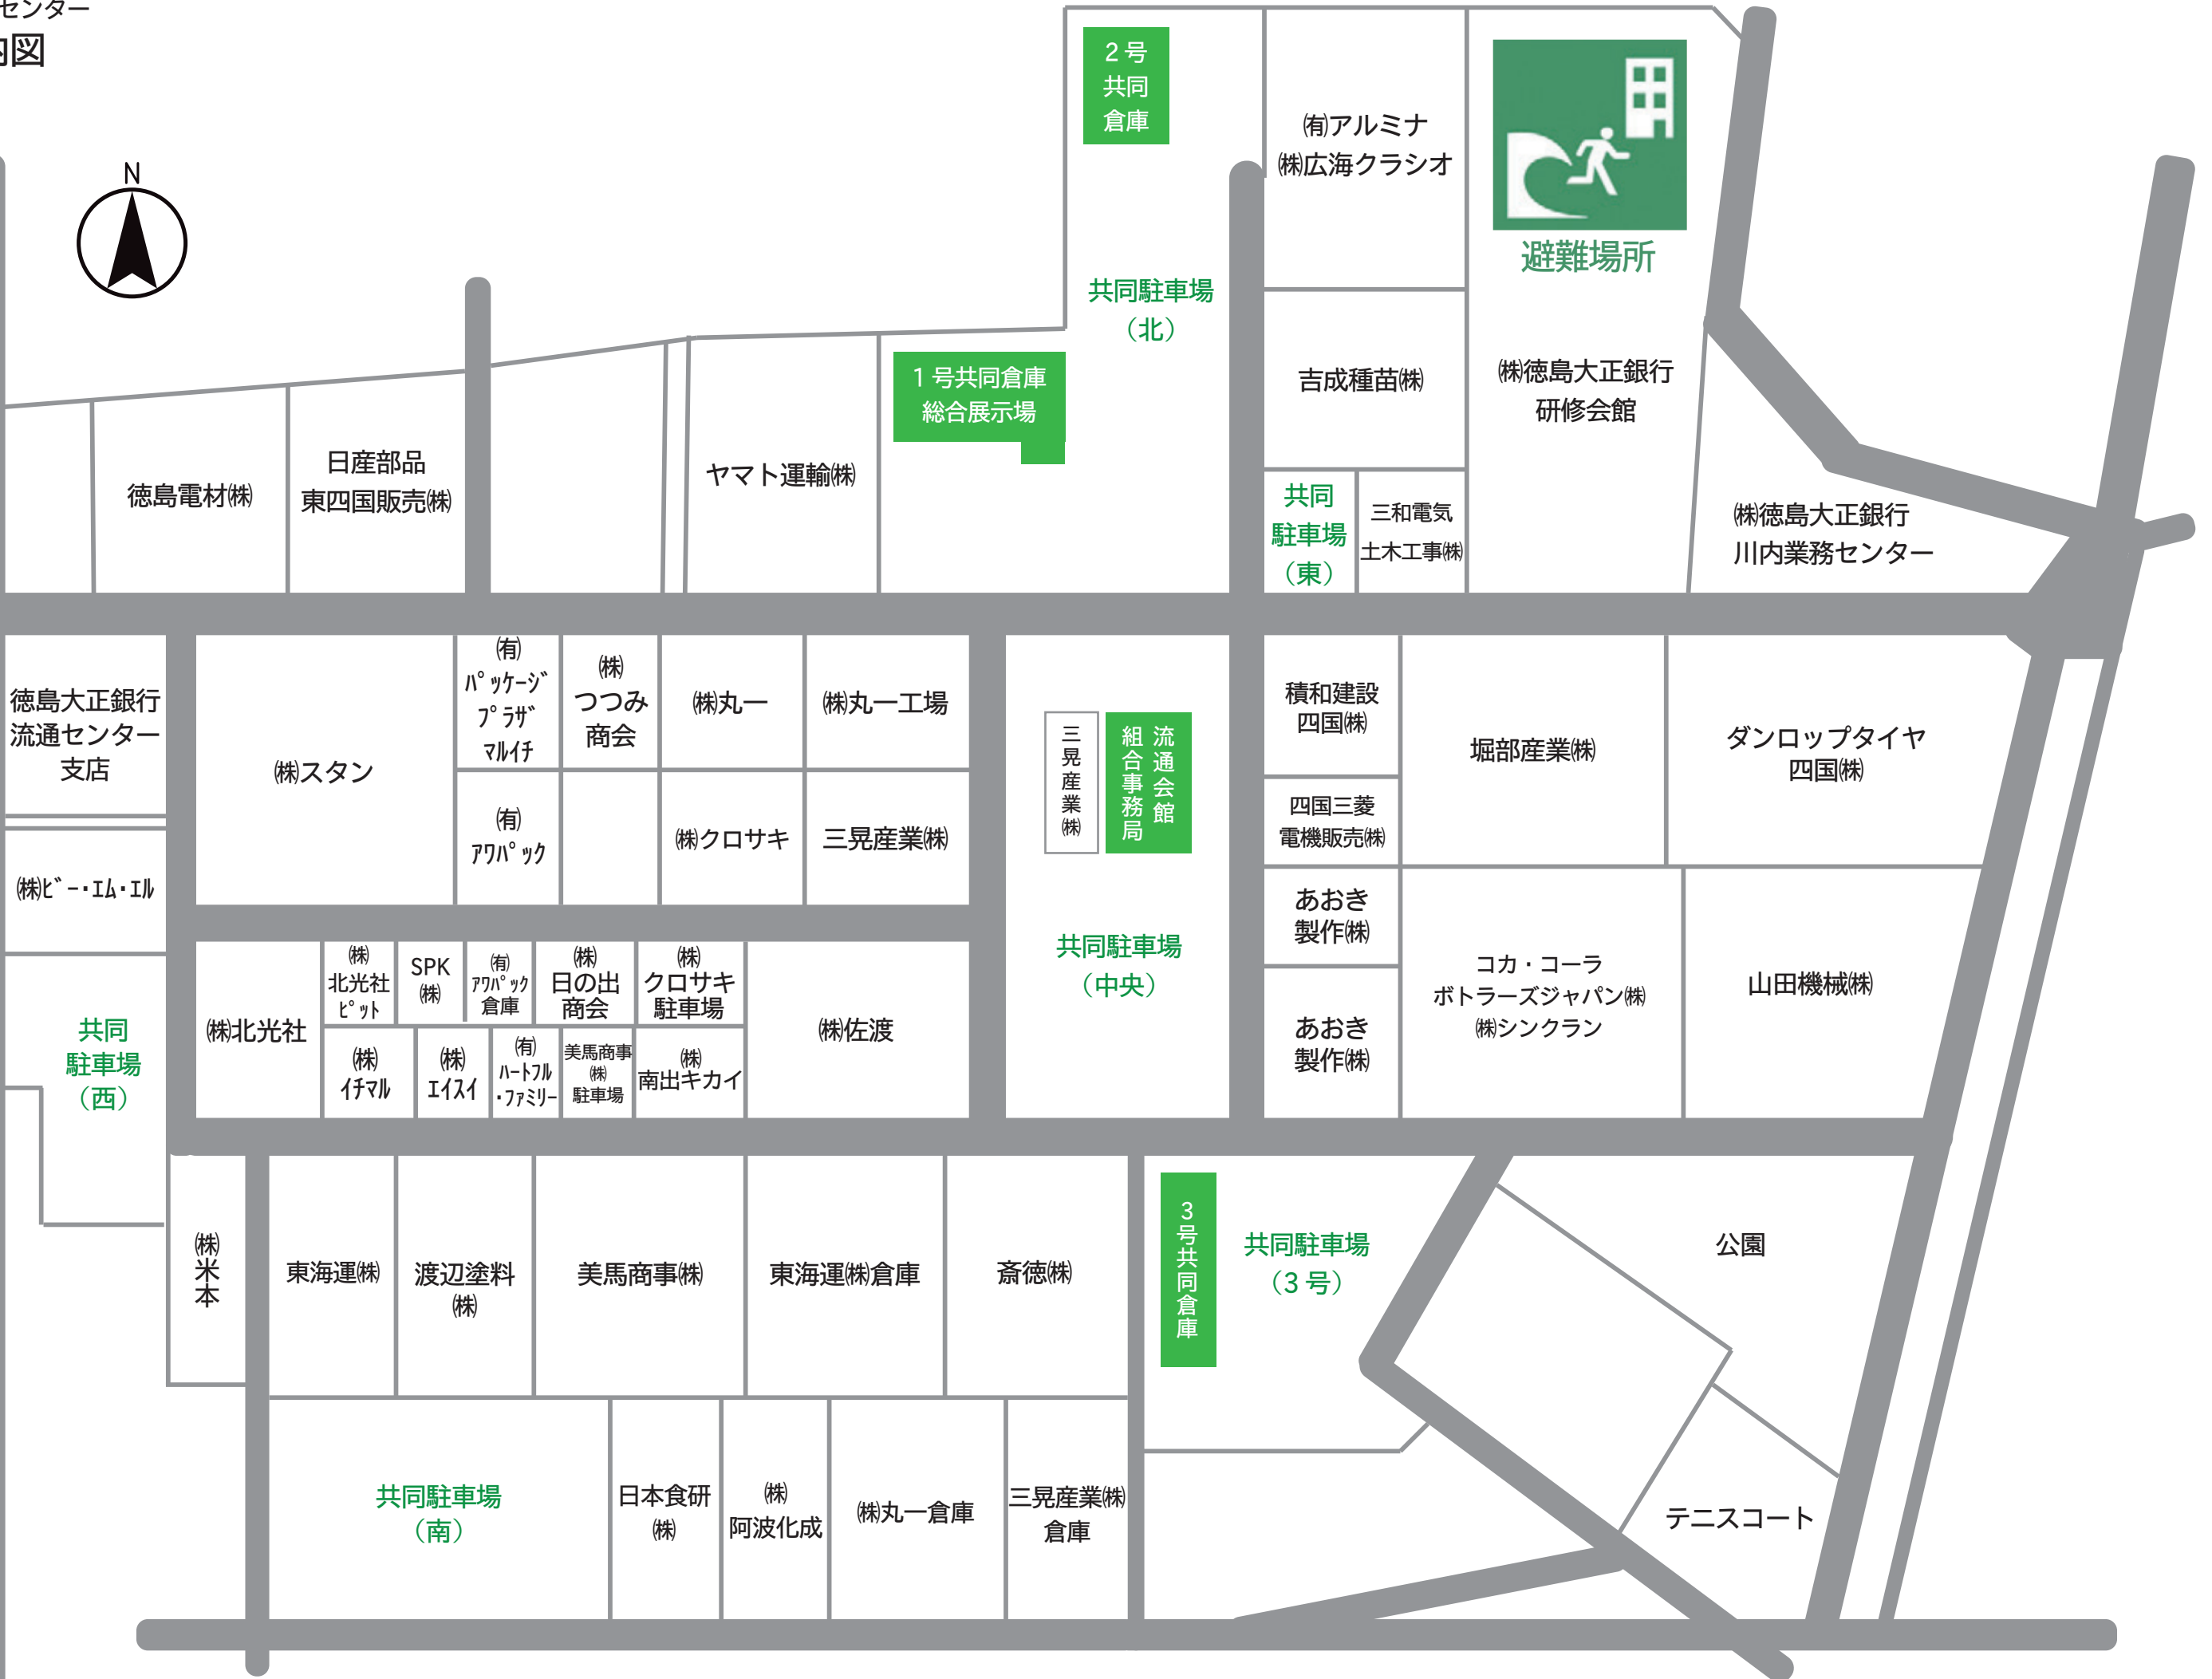 センター
内図
N
2号
共同
倉庫
㈲アルミナ
㈱広海クラシオ
避難場所
共同駐車場
（北）
1号共同倉庫
総合展示場
吉成種苗㈱
㈱徳島大正銀行
研修会館
徳島電材㈱
日産部品
東四国販売㈱
ヤマト運輸㈱
共同
駐車場
（東）
三和電気
土木工事㈱
㈱徳島大正銀行
川内業務センター
徳島大正銀行
流通センター
支店
㈱スタン
㈲
ﾊﾟｯｹｰｼﾞ
ﾌﾟﾗｻﾞ
ﾏﾙｲﾁ
㈱
つつみ
商会
㈱丸一
㈱丸一工場
三晃産業㈱
流通会館
組合事務局
積和建設
四国㈱
堀部産業㈱
ダンロップタイヤ
四国㈱
㈲
ｱﾜﾊﾟｯｸ
㈱クロサキ
三晃産業㈱
四国三菱
電機販売㈱
㈱ﾋﾞｰ・ｴﾑ・ｴﾙ
あおき
製作㈱
共同駐車場
（中央）
コカ・コーラ
ボトラーズジャパン㈱
㈱シンクラン
山田機械㈱
あおき
製作㈱
共同
駐車場
（西）
㈱北光社
㈱
北光社
ﾋﾟｯﾄ
SPK
㈱
㈲
ｱﾜﾊﾟｯｸ
倉庫
㈱
日の出
商会
㈱
クロサキ
駐車場
㈱佐渡
㈱
ｲﾁﾏﾙ
㈱
ｴｲｽｲ
㈲
ﾊｰﾄﾌﾙ
・ﾌｧﾐﾘｰ
美馬商事
㈱
駐車場
㈱
南出キカイ
㈱米本
東海運㈱
渡辺塗料
㈱
美馬商事㈱
東海運㈱倉庫
斎徳㈱
3号共同倉庫
共同駐車場
（3号）
公園
共同駐車場
（南）
日本食研
㈱
㈱
阿波化成
㈱丸一倉庫
三晃産業㈱
倉庫
テニスコート